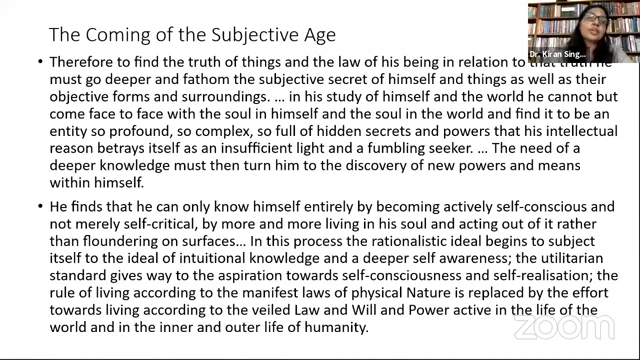 The Coming of the Subjective Age
Dr. Kiran Sing...
• Therefore to find the truth of things and the law of his being in relation to that truth he
must go deeper and fathom the subjective secret of himself and things as well as their
objective forms and surroundings. … in his study of himself and the world he cannot but
come face to face with the soul in himself and the soul in the world and find it to be an
entity so profound, so complex, so full of hidden secrets and powers that his intellectual
reason betrays itself as an insufficient light and a fumbling seeker. … The need of a
deeper knowledge must then turn him to the discovery of new powers and means
within himself.
• He finds that he can only know himself entirely by becoming actively self-conscious and
not merely self-critical, by more and more living in his soul and acting out of it rather
than floundering on surfaces… In this process the rationalistic ideal begins to subject
itself to the ideal of intuitional knowledge and a deeper self awareness; the utilitarian
standard gives way to the aspiration towards self-consciousness and self-realisation; the
rule of living according to the manifest laws of physical Nature is replaced by the effort
towards living according to the veiled Law and Will and Power active in the life of the
world and in the inner and outer life of humanity.
zoom